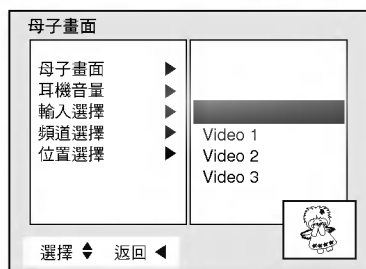 母子畫面
母子畫面 ▶
耳機音量 ▶
輸入選擇 ▶
頻道選擇 ▶
位置選擇 ▶
Video 1
Video 2
Video 3
選擇 ◆ 返回 ◀